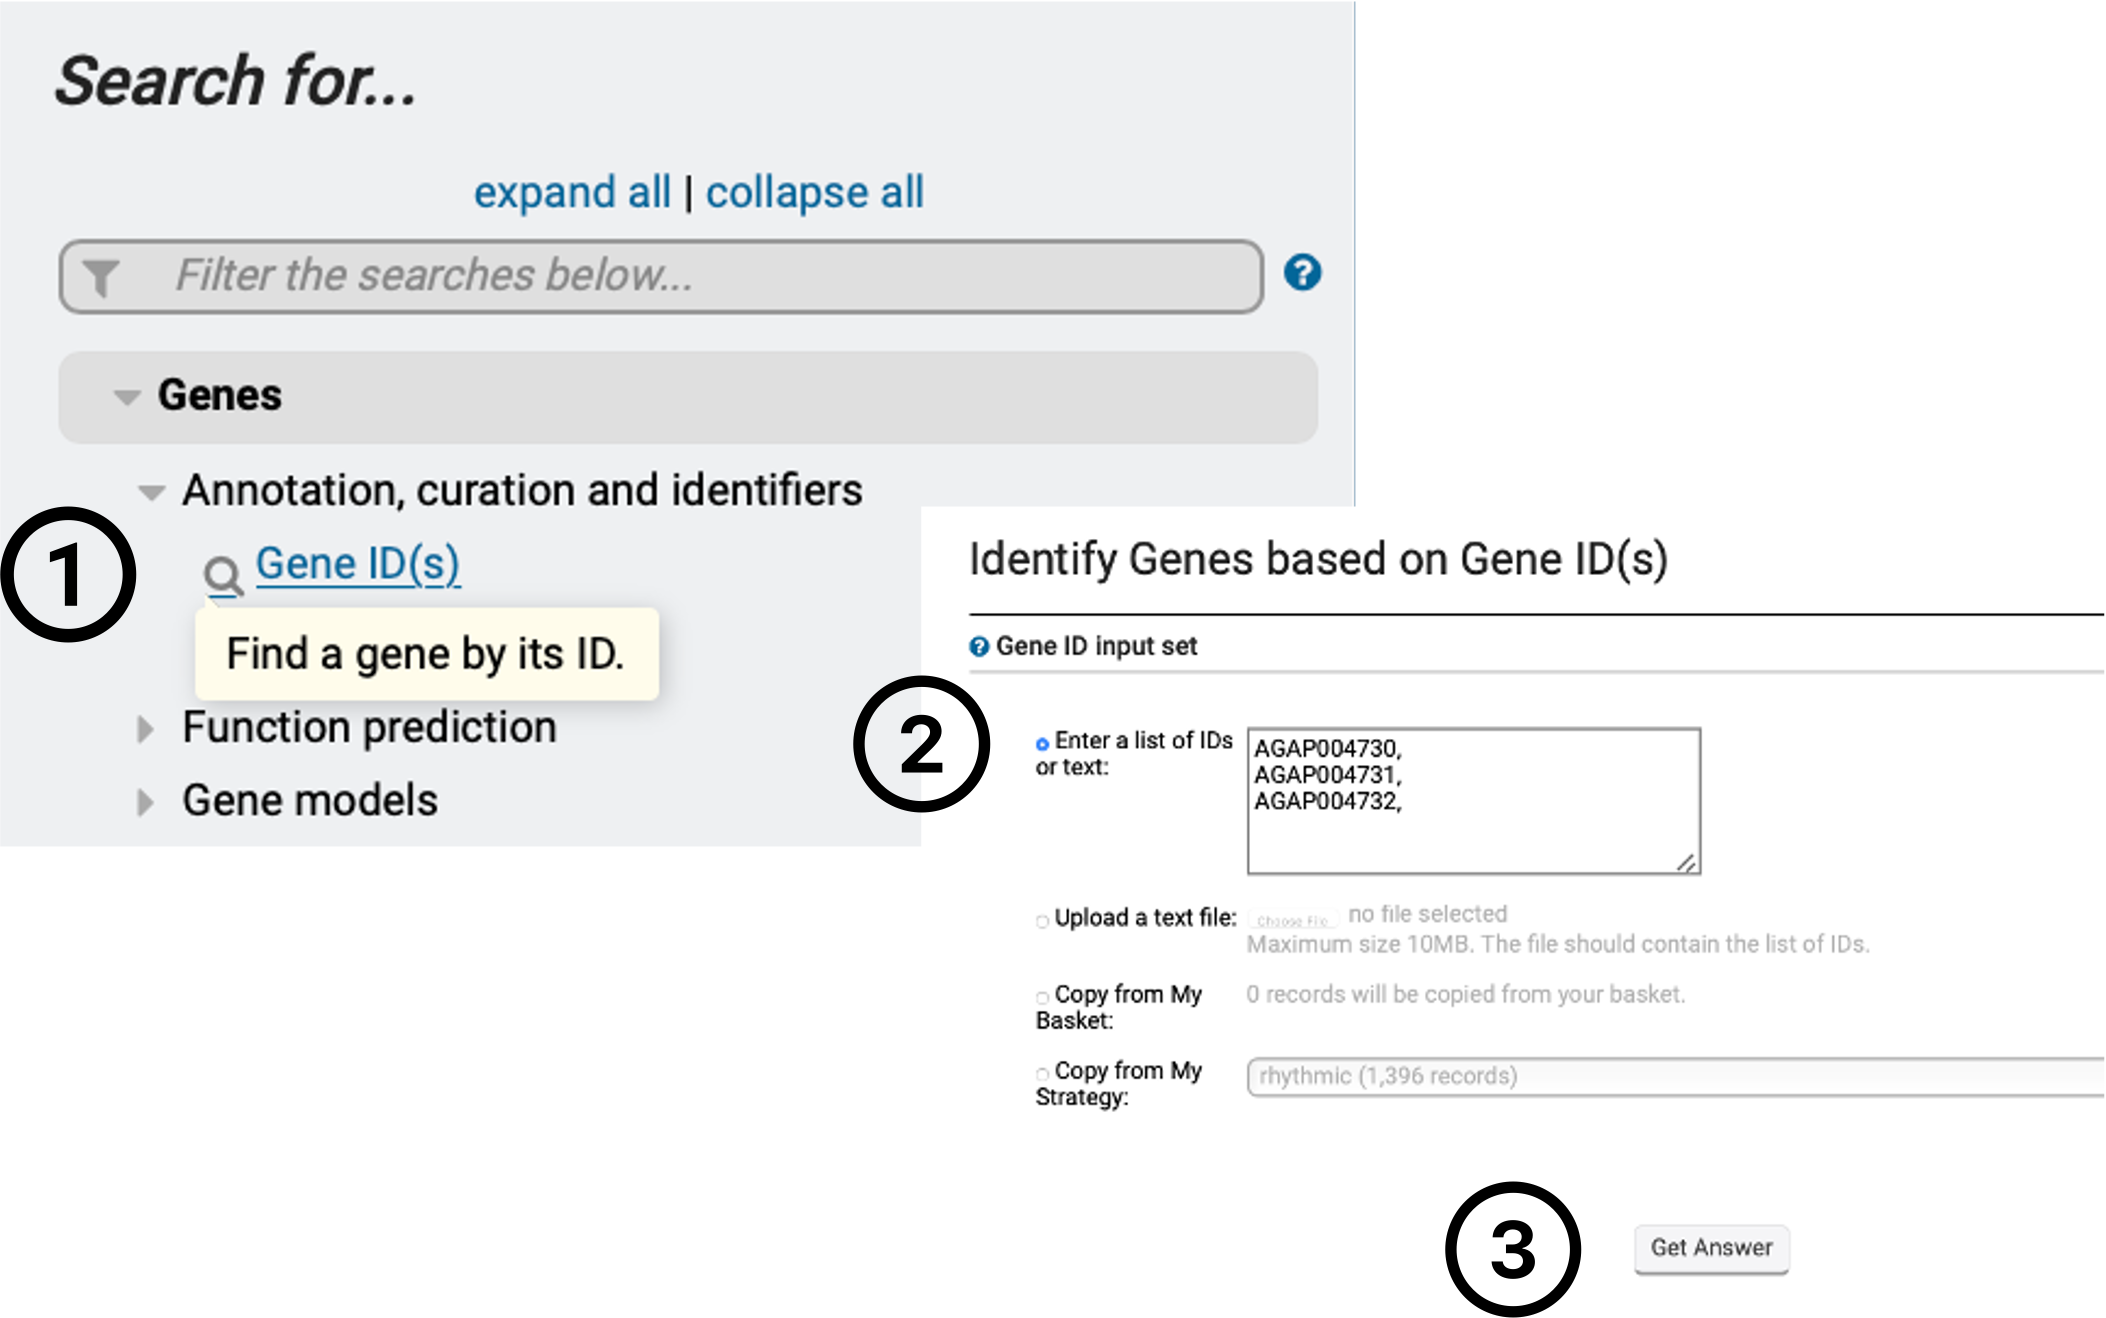 Search for...
expand all | collapse all
Filter the searches below...
?
Genes
Annotation, curation and identifiers
1
Gene ID(s)
Find a gene by its ID.
Function prediction
Gene models
Identify Genes based on Gene ID(s)
? Gene ID input set
2
Enter a list of IDs
or text:
AGAP004730,
AGAP004731,
AGAP004732,
Upload a text file:
Choose File no file selected
Maximum size 10MB. The file should contain the list of IDs.
Copy from My
Basket:
0 records will be copied from your basket.
Copy from My
Strategy:
rhythmic (1,396 records)
3
Get Answer